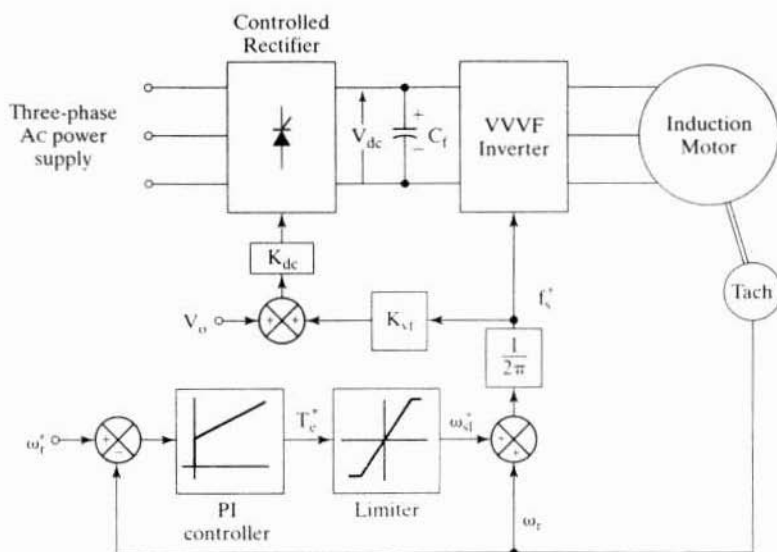 Controlled
Rectifier
Three-phase
AC power
supply
V_dc
+
−
C_f
VVVF
Inverter
Induction
Motor
K_dc
Tach
V_o
+
+
K_vf
f_s*
1
2π
ω_r*
+
−
T_e*
ω_sl*
+
+
PI
controller
Limiter
ω_r